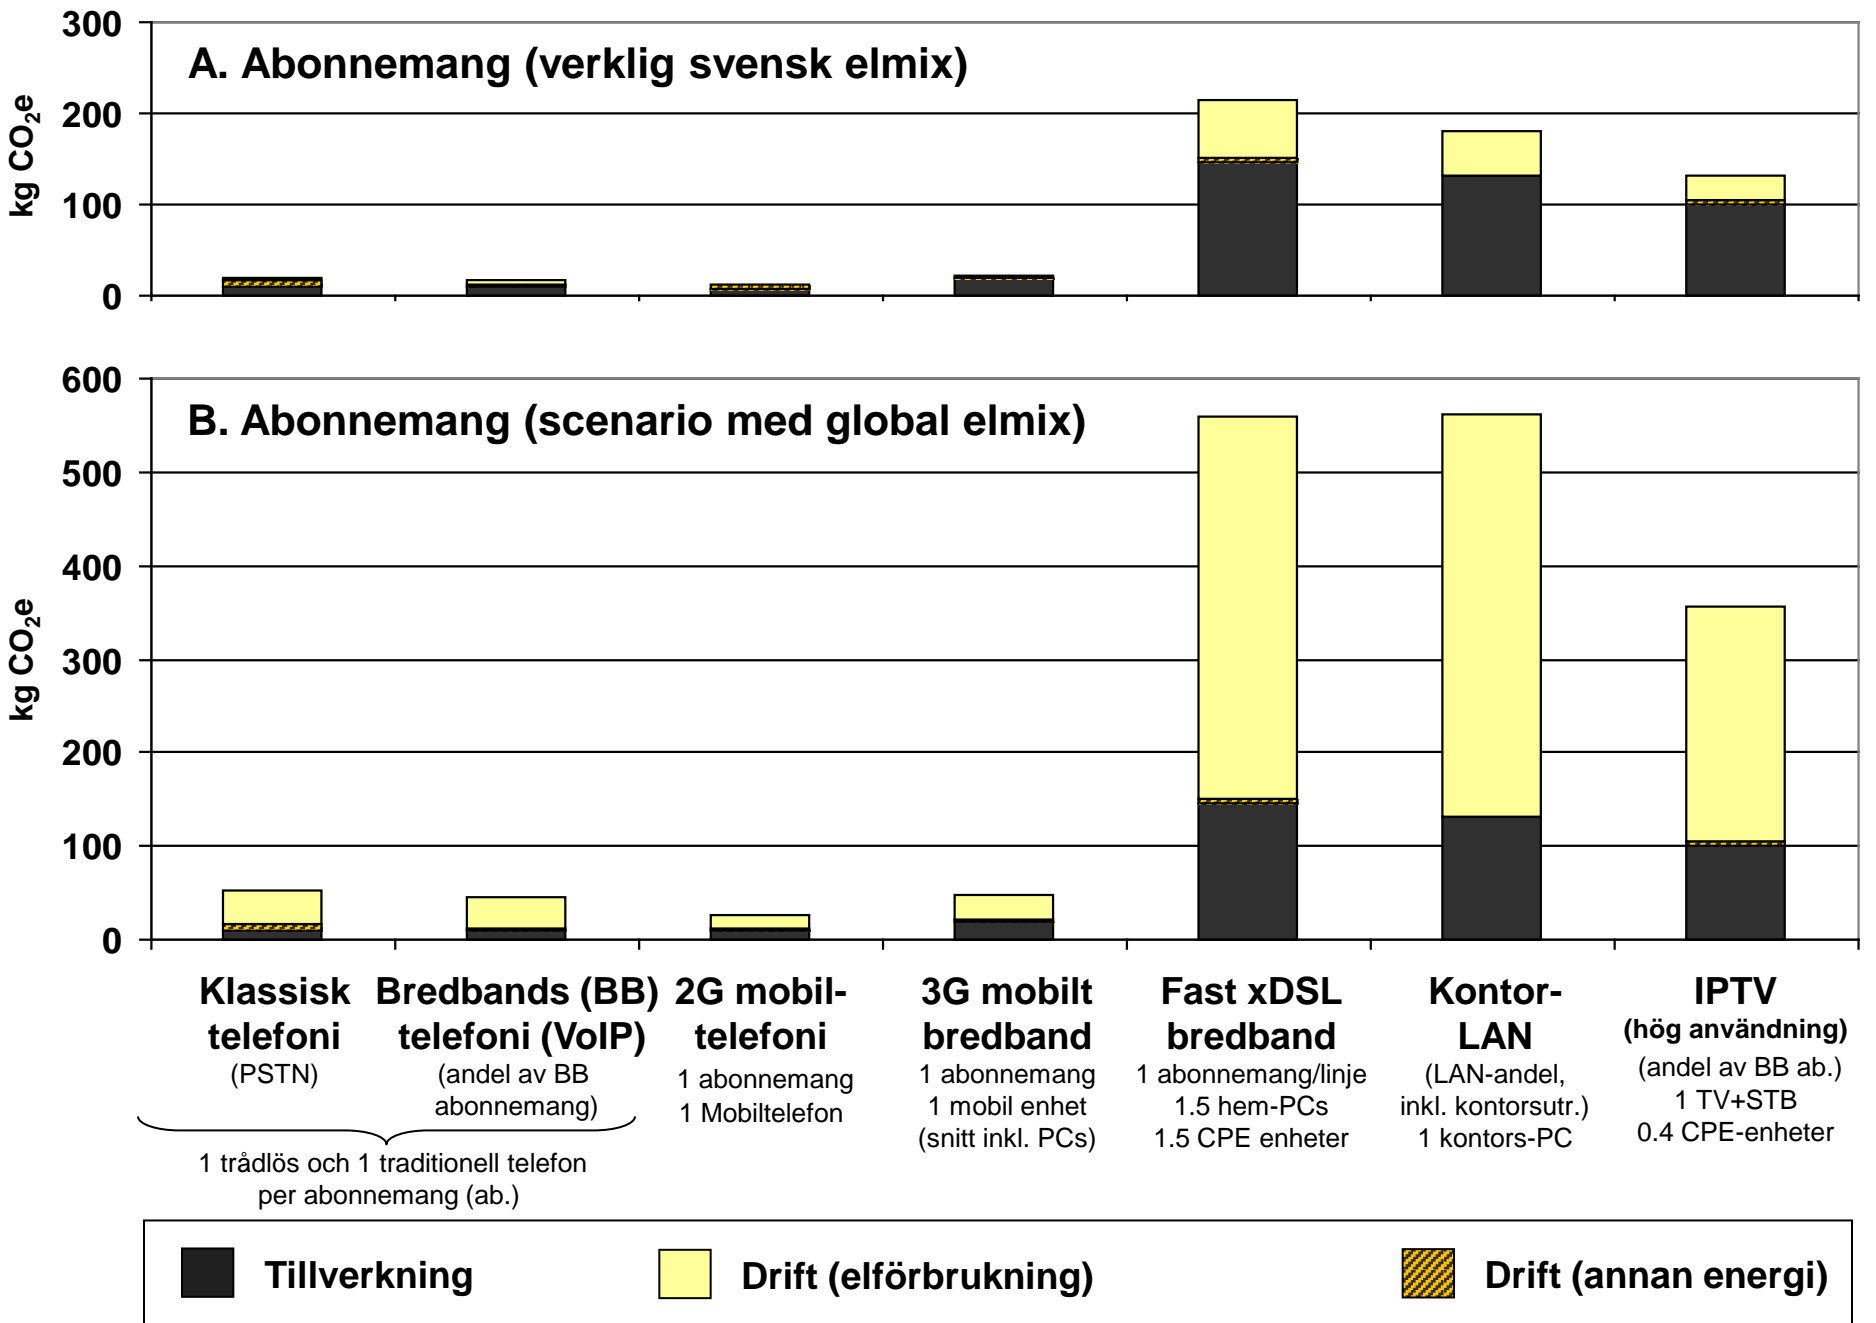 300
200
100
0
kg CO₂e
A. Abonnemang (verklig svensk elmix)
600
500
400
300
200
100
0
kg CO₂e
B. Abonnemang (scenario med global elmix)
Klassisk
telefoni
(PSTN)
Bredbands (BB)
telefoni (VoIP)
(andel av BB
abonnemang)
1 trådlös och 1 traditionell telefon
per abonnemang (ab.)
2G mobil-
telefoni
1 abonnemang
1 Mobiltelefon
3G mobilt
bredband
1 abonnemang
1 mobil enhet
(snitt inkl. PCs)
Fast xDSL
bredband
1 abonnemang/linje
1.5 hem-PCs
1.5 CPE enheter
Kontor-
LAN
(LAN-andel,
inkl. kontorsutr.)
1 kontors-PC
IPTV
(hög användning)
(andel av BB ab.)
1 TV+STB
0.4 CPE-enheter
Tillverkning
Drift (elförbrukning)
Drift (annan energi)